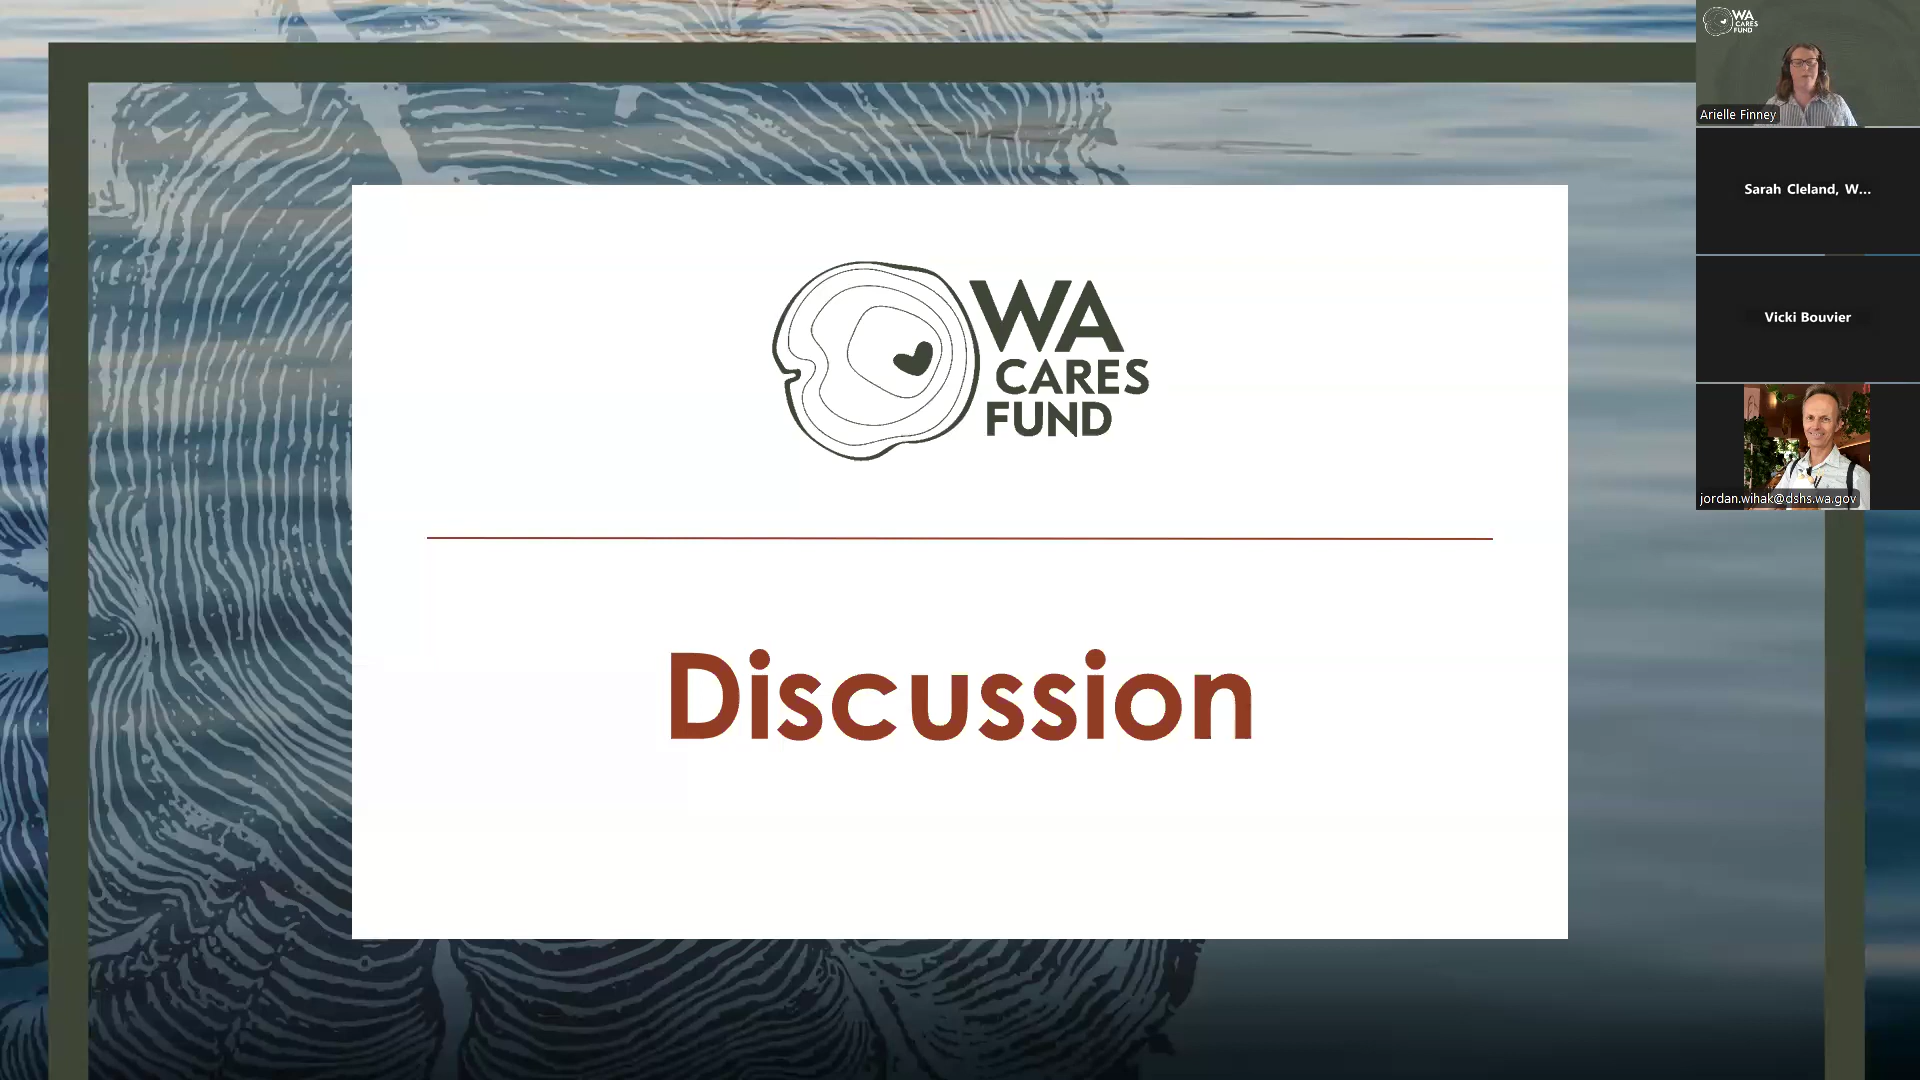 WA
CARES
FUND
Discussion
WA
CARES
FUND
Arielle Finney
Sarah Cleland, W...
Vicki Bouvier
jordan.wihak@dshs.wa.gov